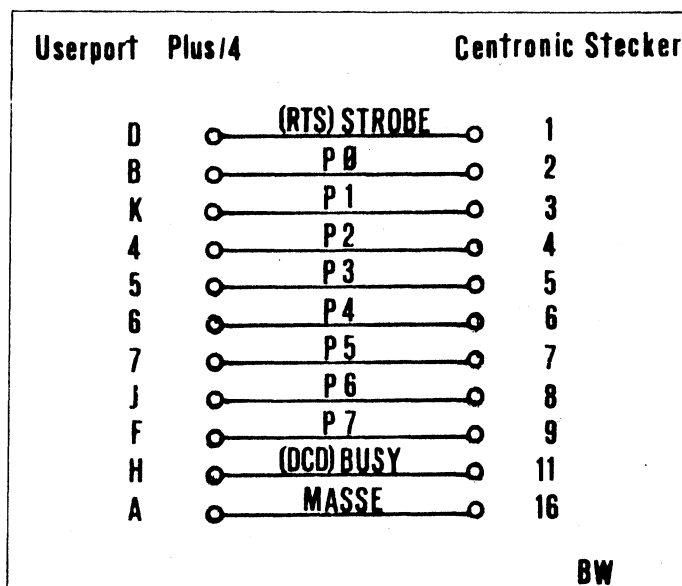 Userport Plus/4 Centronic Stecker
D (RTS) STROBE 1
B P0 2
K P1 3
4 P2 4
5 P3 5
6 P4 6
7 P5 7
J P6 8
F P7 9
H (DCD) BUSY 11
A MASSE 16
BW